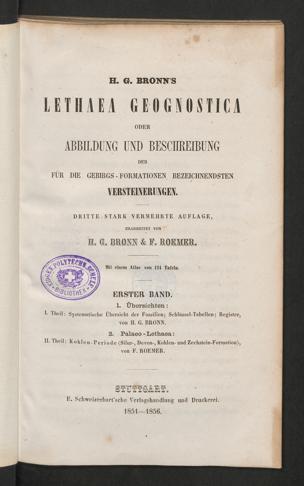 H. G. BRONN'S
LETHAEA GEOGNOSTICA
ODER
ABBILDUNG UND BESCHREIBUNG
DER
FÜR DIE GEBIRGS-FORMATIONEN BEZEICHNENDSTEN
VERSTEINERUNGEN.
DRITTE STARK VERMEHRTE AUFLAGE,
BEARBEITET VON
H. G. BRONN & F. ROEMER.
Mit einem Atlas von 124 Tafeln.
ERSTER BAND.
1. Übersichten:
I. Theil: Systematische Übersicht der Fossilien; Schlüssel-Tabellen; Register,
von H. G. BRONN.
2. Palaeo-Lethaea:
II. Theil: Kohlen-Periode (Silur-, Devon-, Kohlen- und Zechstein-Formation),
von F. ROEMER.
STUTTGART.
E. Schweizerbart'sche Verlagshandlung und Druckerei.
1851—1856.
BIBLIOTHEK